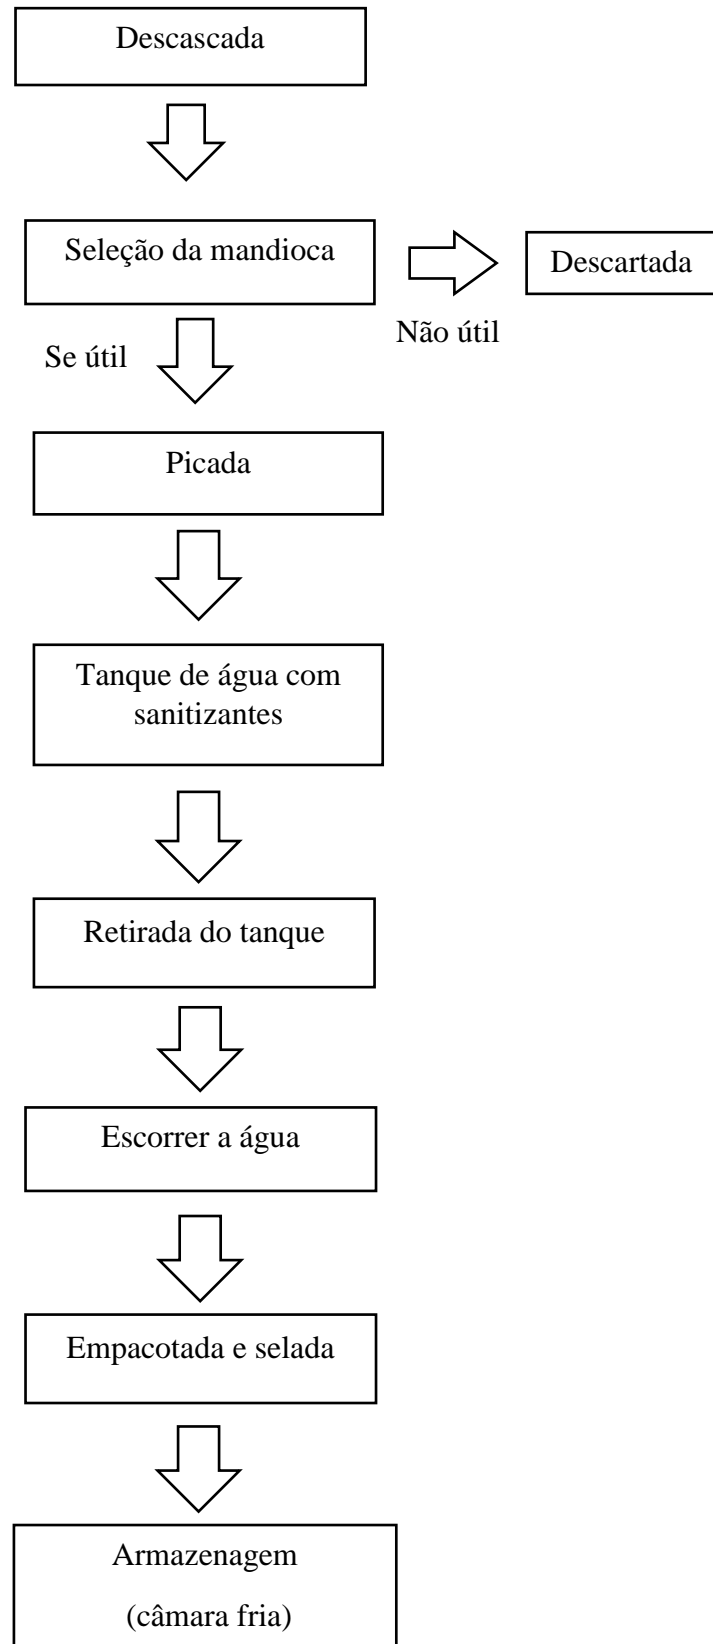 Descascada
Seleção da mandioca
Descartada
Não útil
Se útil
Picada
Tanque de água com
sanitizantes
Retirada do tanque
Escorrer a água
Empacotada e selada
Armazenagem
(câmara fria)